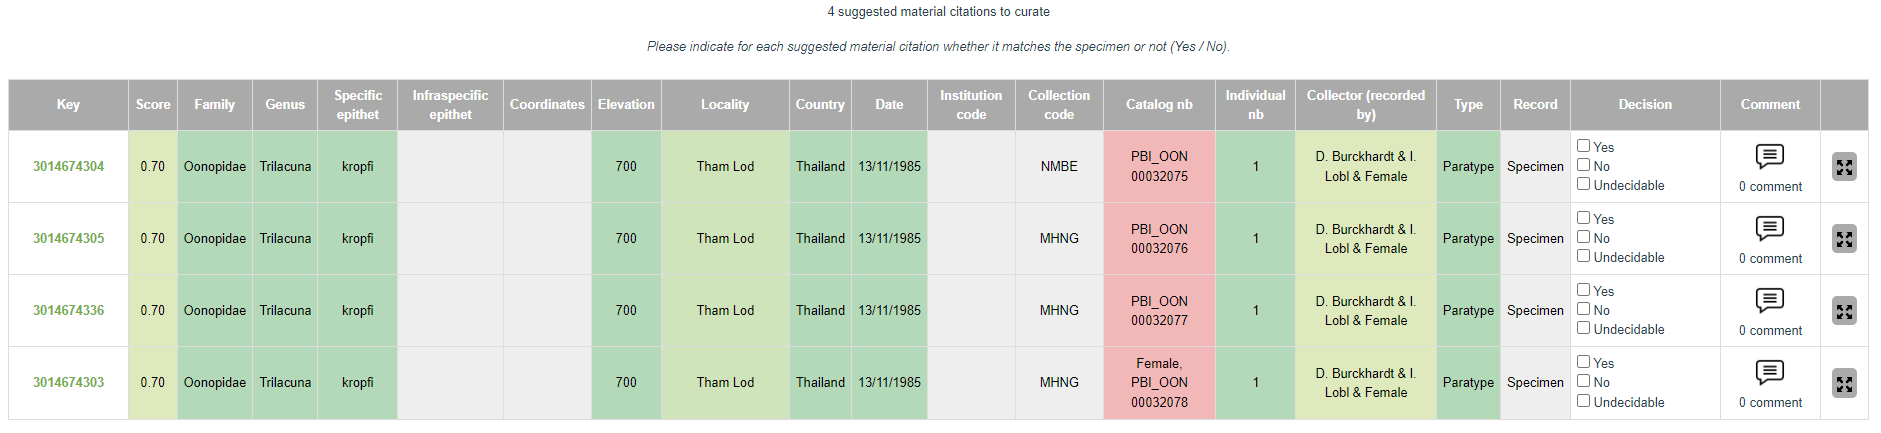 4 suggested material citations to curate
Please indicate for each suggested material citation whether it matches the specimen or not (Yes / No).
Key Score Family Genus Specific epithet Infraspecific epithet Coordinates Elevation Locality Country Date Institution code Collection code Catalog nb Individual nb Collector (recorded by) Type Record Decision Comment
3014674304 0.70 Oonopidae Trilacuna kropfi 700 Tham Lod Thailand 13/11/1985 NMBE PBI_OON 00032075 1 D. Burckhardt & I. Lobl & Female Paratype Specimen Yes No Undecidable 0 comment
3014674305 0.70 Oonopidae Trilacuna kropfi 700 Tham Lod Thailand 13/11/1985 MHNG PBI_OON 00032076 1 D. Burckhardt & I. Lobl & Female Paratype Specimen Yes No Undecidable 0 comment
3014674336 0.70 Oonopidae Trilacuna kropfi 700 Tham Lod Thailand 13/11/1985 MHNG PBI_OON 00032077 1 D. Burckhardt & I. Lobl & Female Paratype Specimen Yes No Undecidable 0 comment
3014674303 0.70 Oonopidae Trilacuna kropfi 700 Tham Lod Thailand 13/11/1985 MHNG Female, PBI_OON 00032078 1 D. Burckhardt & I. Lobl & Female Paratype Specimen Yes No Undecidable 0 comment